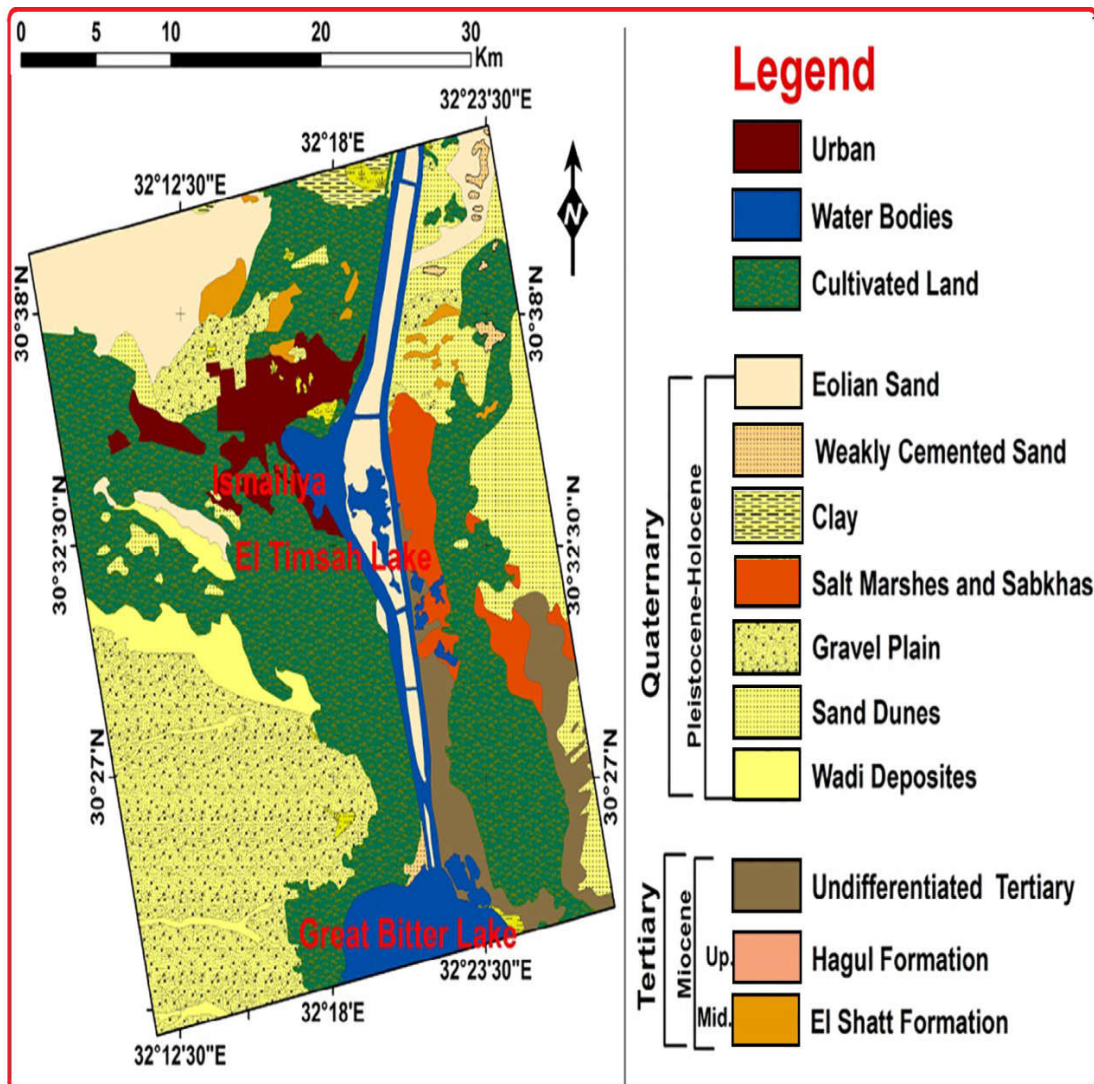 0 5 10 20 30
Km
32°23'30"E
32°18'E
32°12'30"E
N
30°38'N
30°38'N
Ismailiya
30°32'30"N
30°32'30"N
El Timsah Lake
30°27'N
30°27'N
Great Bitter Lake
32°23'30"E
32°18'E
32°12'30"E
Legend
Urban
Water Bodies
Cultivated Land
Quaternary
Pleistocene-Holocene
Eolian Sand
Weakly Cemented Sand
Clay
Salt Marshes and Sabkhas
Gravel Plain
Sand Dunes
Wadi Deposites
Tertiary
Miocene
Undifferentiated Tertiary
Up. Hagul Formation
Mid. El Shatt Formation